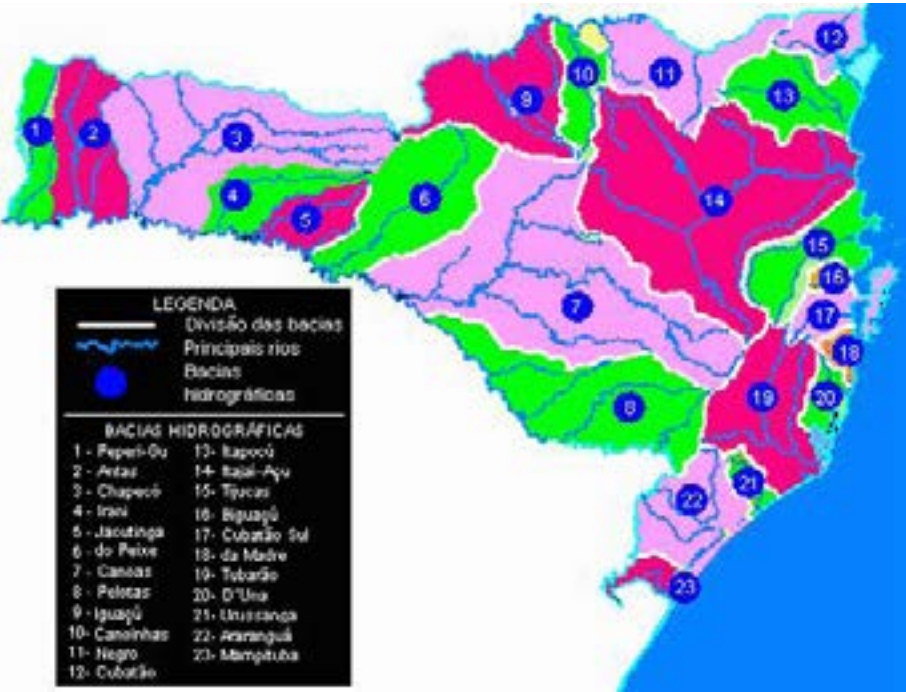 12
10
11
9
13
1
2
3
4
6
14
5
15
16
7
17
18
19
20
8
21
22
23
LEGENDA
Divisão das bacias
Principais rios
Bacias
hidrográficas
BACIAS HIDROGRÁFICAS
1 - Peperi-Gu
2 - Antas
3 - Chapecó
4 - Irani
5 - Jacutinga
6 - do Peixe
7 - Canoas
8 - Pelotas
9 - Iguaçú
10- Canoinhas
11- Negro
12- Cubatão
13- Itapocú
14- Itajaí-Açu
15- Tijucas
16- Biguaçú
17- Cubatão Sul
18- da Madre
19- Tubarão
20- D'Una
21- Urussanga
22- Araranguá
23- Mampituba